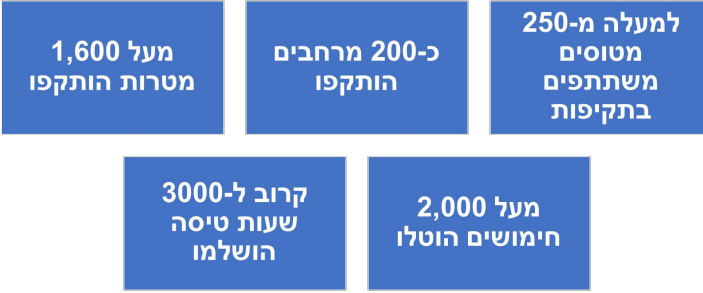 למעלה מ-250
מטוסים
משתתפים
בתקיפות
כ-200 מרחבים
הותקפו
מעל 1,600
מטרות הותקפו
מעל 2,000
חימושים הוטלו
קרוב ל-3000
שעות טיסה
הושלמו